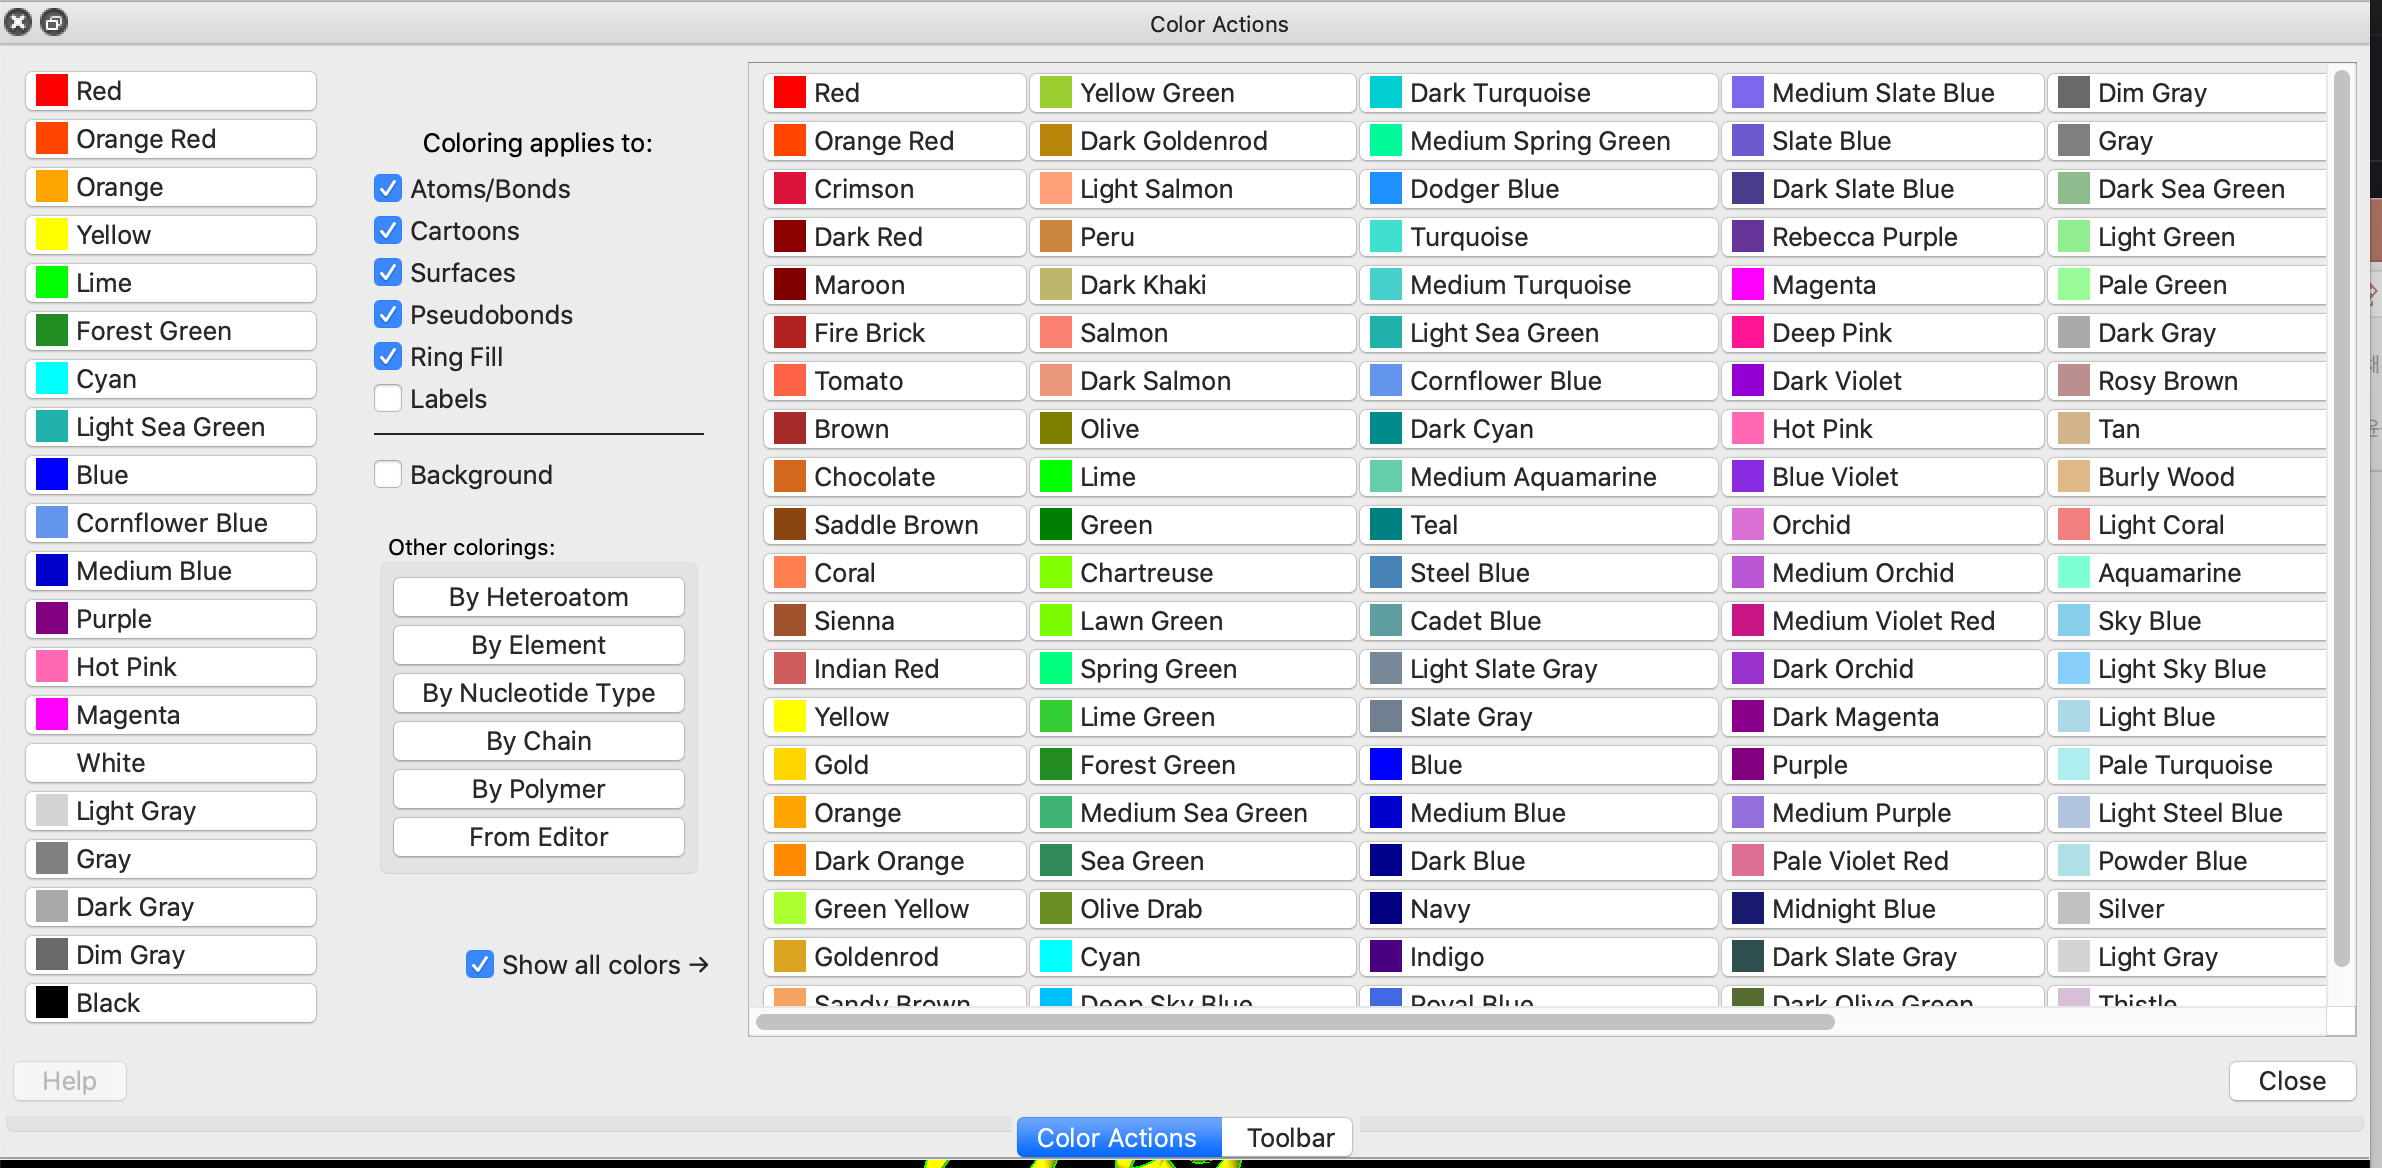 Color Actions
Red
Orange Red
Orange
Yellow
Lime
Forest Green
Cyan
Light Sea Green
Blue
Cornflower Blue
Medium Blue
Purple
Hot Pink
Magenta
White
Light Gray
Gray
Dark Gray
Dim Gray
Black
Coloring applies to:
Atoms/Bonds
Cartoons
Surfaces
Pseudobonds
Ring Fill
Labels
Background
Other colorings:
By Heteroatom
By Element
By Nucleotide Type
By Chain
By Polymer
From Editor
Show all colors →
Red
Orange Red
Crimson
Dark Red
Maroon
Fire Brick
Tomato
Brown
Chocolate
Saddle Brown
Coral
Sienna
Indian Red
Yellow
Gold
Orange
Dark Orange
Green Yellow
Goldenrod
Sandy Brown
Yellow Green
Dark Goldenrod
Light Salmon
Peru
Dark Khaki
Salmon
Dark Salmon
Olive
Lime
Green
Chartreuse
Lawn Green
Spring Green
Lime Green
Forest Green
Medium Sea Green
Sea Green
Olive Drab
Cyan
Deep Sky Blue
Dark Turquoise
Medium Spring Green
Dodger Blue
Turquoise
Medium Turquoise
Light Sea Green
Cornflower Blue
Dark Cyan
Medium Aquamarine
Teal
Steel Blue
Cadet Blue
Light Slate Gray
Slate Gray
Blue
Medium Blue
Dark Blue
Navy
Indigo
Royal Blue
Medium Slate Blue
Slate Blue
Dark Slate Blue
Rebecca Purple
Magenta
Deep Pink
Dark Violet
Hot Pink
Blue Violet
Orchid
Medium Orchid
Medium Violet Red
Dark Orchid
Dark Magenta
Purple
Medium Purple
Pale Violet Red
Midnight Blue
Dark Slate Gray
Dark Olive Green
Dim Gray
Gray
Dark Sea Green
Light Green
Pale Green
Dark Gray
Rosy Brown
Tan
Burly Wood
Light Coral
Aquamarine
Sky Blue
Light Sky Blue
Light Blue
Pale Turquoise
Light Steel Blue
Powder Blue
Silver
Light Gray
Thistle
Help
Close
Color Actions
Toolbar